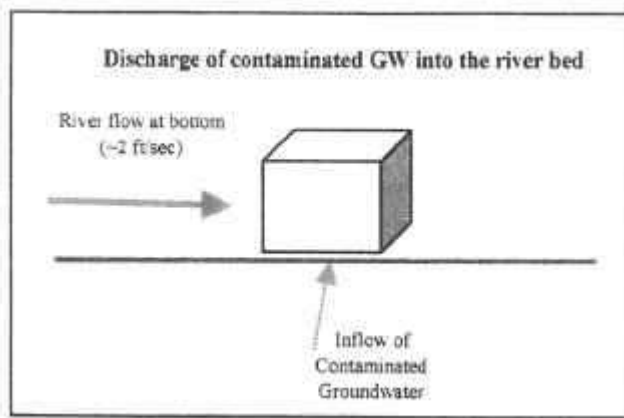 Discharge of contaminated GW into the river bed
River flow at bottom
(~2 ft/sec)
Inflow of
Contaminated
Groundwater